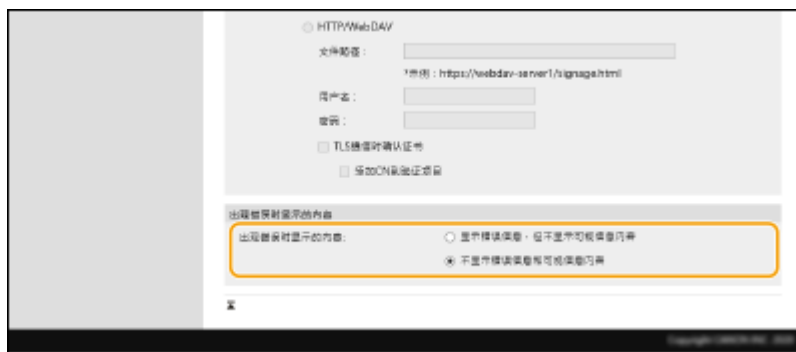 HTTP/WebDAV
文件路径：
*示例：https://webdav-server1/signage.html
用户名：
密码：
TLS通信时确认证书
添加CN到验证项目
出现错误时显示的内容
出现错误时显示的内容：
显示错误信息，但不显示可视信息内容
不显示错误信息和可视信息内容
Copyright CANON INC. 2020